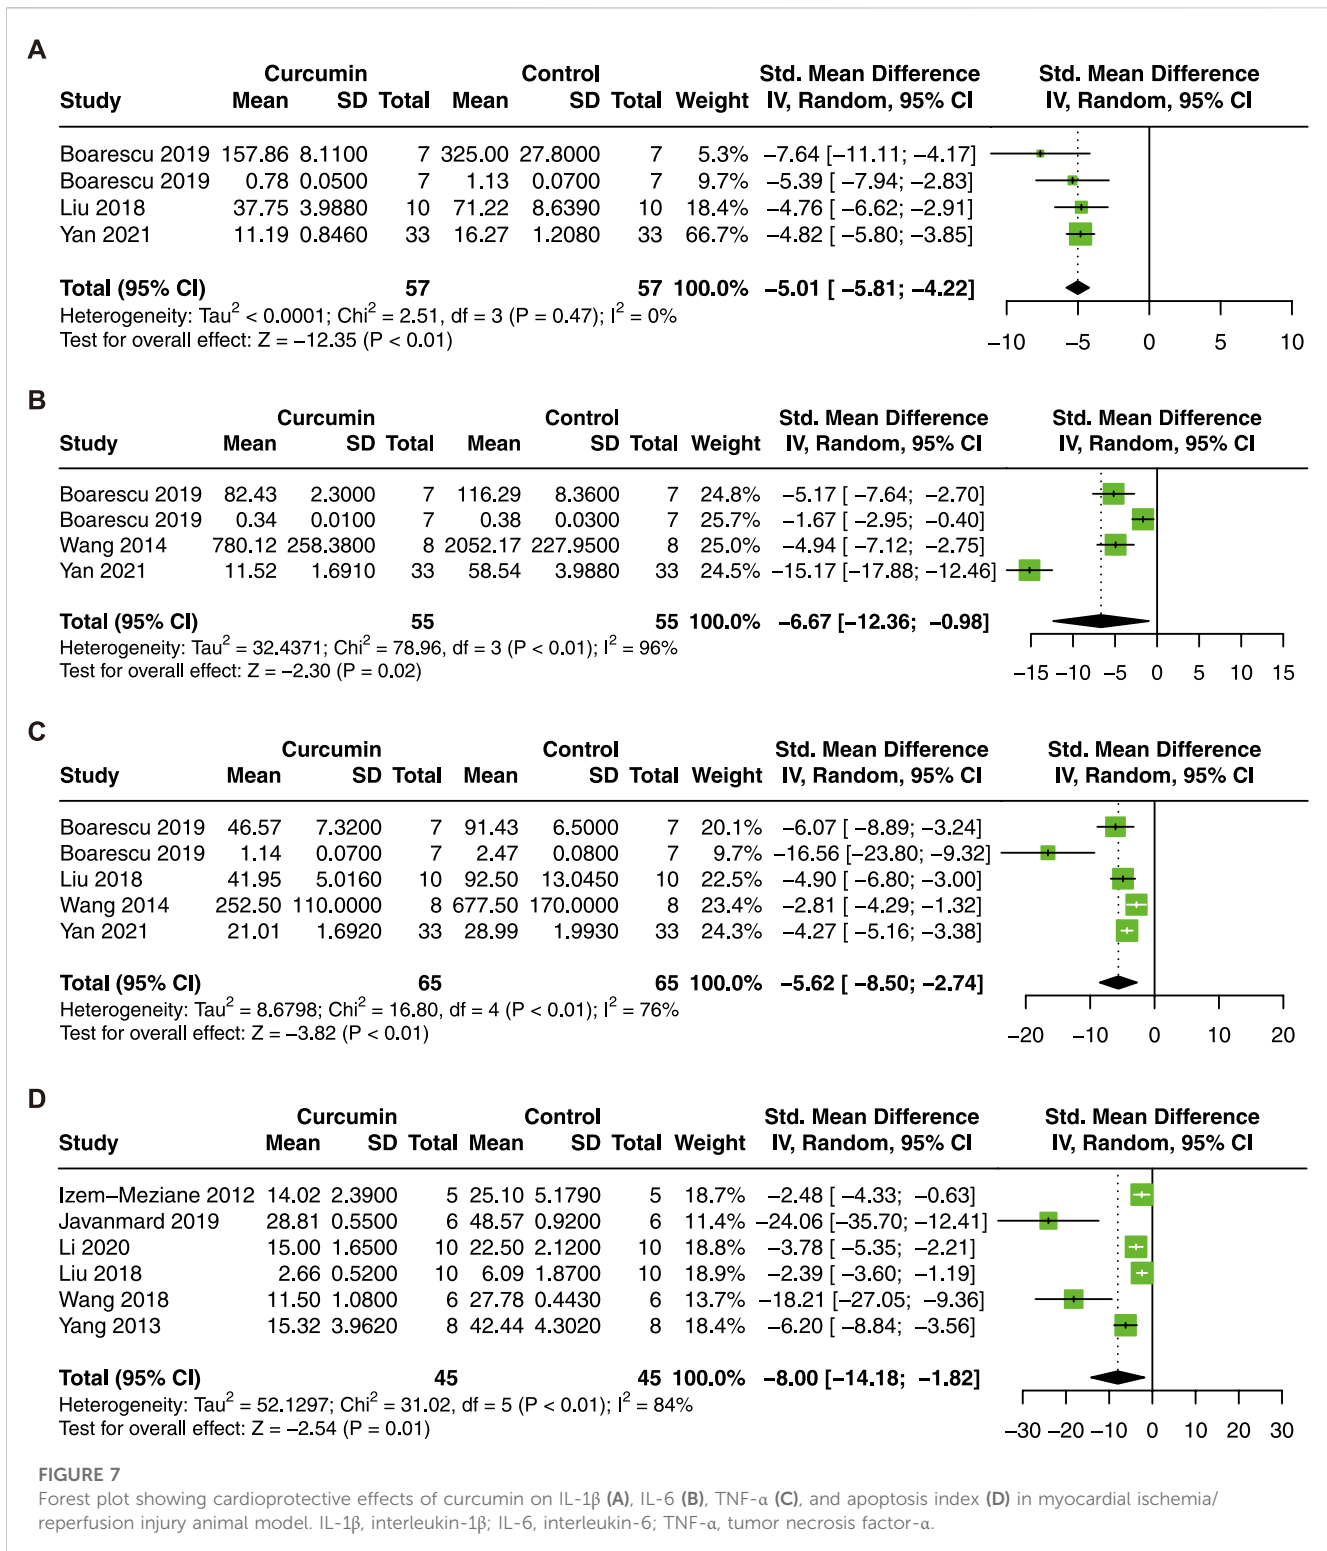 A
Curcumin Control Std. Mean Difference Std. Mean Difference
Study Mean SD Total Mean SD Total Weight IV, Random, 95% CI IV, Random, 95% CI
Boarescu 2019 157.86 8.1100 7 325.00 27.8000 7 5.3% −7.64 [−11.11; −4.17]
Boarescu 2019 0.78 0.0500 7 1.13 0.0700 7 9.7% −5.39 [ −7.94; −2.83]
Liu 2018 37.75 3.9880 10 71.22 8.6390 10 18.4% −4.76 [ −6.62; −2.91]
Yan 2021 11.19 0.8460 33 16.27 1.2080 33 66.7% −4.82 [ −5.80; −3.85]
Total (95% CI) 57 57 100.0% −5.01 [ −5.81; −4.22]
Heterogeneity: Tau² < 0.0001; Chi² = 2.51, df = 3 (P = 0.47); I² = 0%
Test for overall effect: Z = −12.35 (P < 0.01)
−10 −5 0 5 10
B
Curcumin Control Std. Mean Difference Std. Mean Difference
Study Mean SD Total Mean SD Total Weight IV, Random, 95% CI IV, Random, 95% CI
Boarescu 2019 82.43 2.3000 7 116.29 8.3600 7 24.8% −5.17 [ −7.64; −2.70]
Boarescu 2019 0.34 0.0100 7 0.38 0.0300 7 25.7% −1.67 [ −2.95; −0.40]
Wang 2014 780.12 258.3800 8 2052.17 227.9500 8 25.0% −4.94 [ −7.12; −2.75]
Yan 2021 11.52 1.6910 33 58.54 3.9880 33 24.5% −15.17 [−17.88; −12.46]
Total (95% CI) 55 55 100.0% −6.67 [−12.36; −0.98]
Heterogeneity: Tau² = 32.4371; Chi² = 78.96, df = 3 (P < 0.01); I² = 96%
Test for overall effect: Z = −2.30 (P = 0.02)
−15 −10 −5 0 5 10 15
C
Curcumin Control Std. Mean Difference Std. Mean Difference
Study Mean SD Total Mean SD Total Weight IV, Random, 95% CI IV, Random, 95% CI
Boarescu 2019 46.57 7.3200 7 91.43 6.5000 7 20.1% −6.07 [ −8.89; −3.24]
Boarescu 2019 1.14 0.0700 7 2.47 0.0800 7 9.7% −16.56 [−23.80; −9.32]
Liu 2018 41.95 5.0160 10 92.50 13.0450 10 22.5% −4.90 [ −6.80; −3.00]
Wang 2014 252.50 110.0000 8 677.50 170.0000 8 23.4% −2.81 [ −4.29; −1.32]
Yan 2021 21.01 1.6920 33 28.99 1.9930 33 24.3% −4.27 [ −5.16; −3.38]
Total (95% CI) 65 65 100.0% −5.62 [ −8.50; −2.74]
Heterogeneity: Tau² = 8.6798; Chi² = 16.80, df = 4 (P < 0.01); I² = 76%
Test for overall effect: Z = −3.82 (P < 0.01)
−20 −10 0 10 20
D
Curcumin Control Std. Mean Difference Std. Mean Difference
Study Mean SD Total Mean SD Total Weight IV, Random, 95% CI IV, Random, 95% CI
Izem−Meziane 2012 14.02 2.3900 5 25.10 5.1790 5 18.7% −2.48 [ −4.33; −0.63]
Javanmard 2019 28.81 0.5500 6 48.57 0.9200 6 11.4% −24.06 [−35.70; −12.41]
Li 2020 15.00 1.6500 10 22.50 2.1200 10 18.8% −3.78 [ −5.35; −2.21]
Liu 2018 2.66 0.5200 10 6.09 1.8700 10 18.9% −2.39 [ −3.60; −1.19]
Wang 2018 11.50 1.0800 6 27.78 0.4430 6 13.7% −18.21 [−27.05; −9.36]
Yang 2013 15.32 3.9620 8 42.44 4.3020 8 18.4% −6.20 [ −8.84; −3.56]
Total (95% CI) 45 45 100.0% −8.00 [−14.18; −1.82]
Heterogeneity: Tau² = 52.1297; Chi² = 31.02, df = 5 (P < 0.01); I² = 84%
Test for overall effect: Z = −2.54 (P = 0.01)
−30 −20 −10 0 10 20 30
FIGURE 7
Forest plot showing cardioprotective effects of curcumin on IL-1β (A), IL-6 (B), TNF-α (C), and apoptosis index (D) in myocardial ischemia/
reperfusion injury animal model. IL-1β, interleukin-1β; IL-6, interleukin-6; TNF-α, tumor necrosis factor-α.